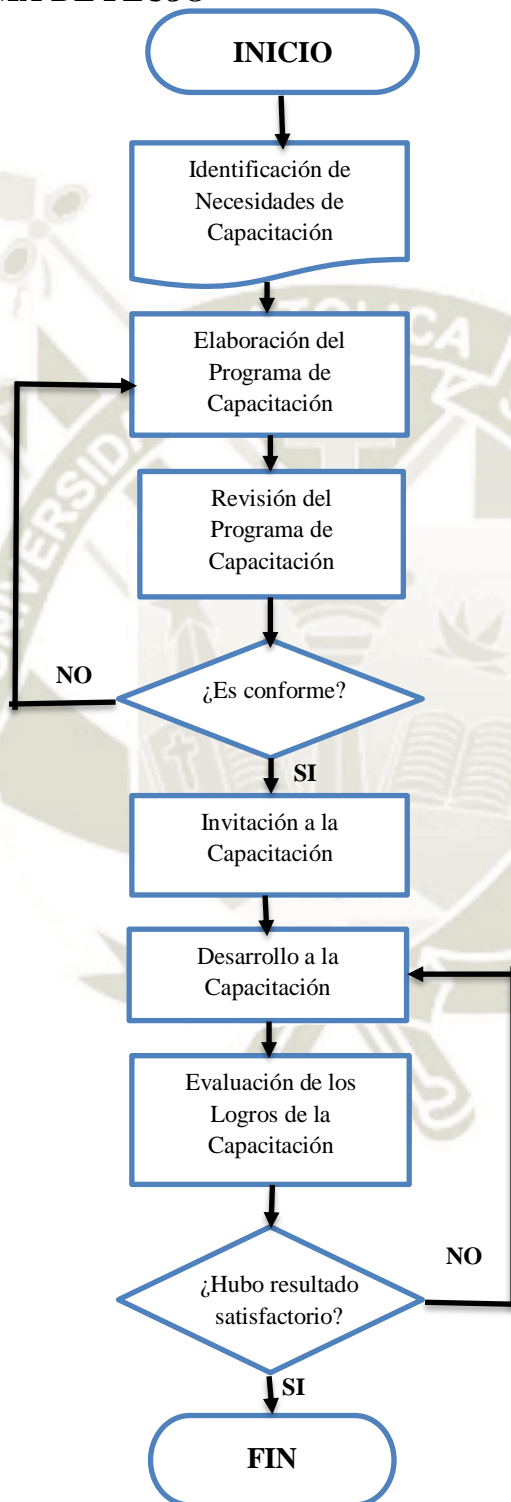 INICIO
Identificación de
Necesidades de
Capacitación
Elaboración del
Programa de
Capacitación
Revisión del
Programa de
Capacitación
NO
¿Es conforme?
SI
Invitación a la
Capacitación
Desarrollo a la
Capacitación
Evaluación de los
Logros de la
Capacitación
NO
¿Hubo resultado
satisfactorio?
SI
FIN